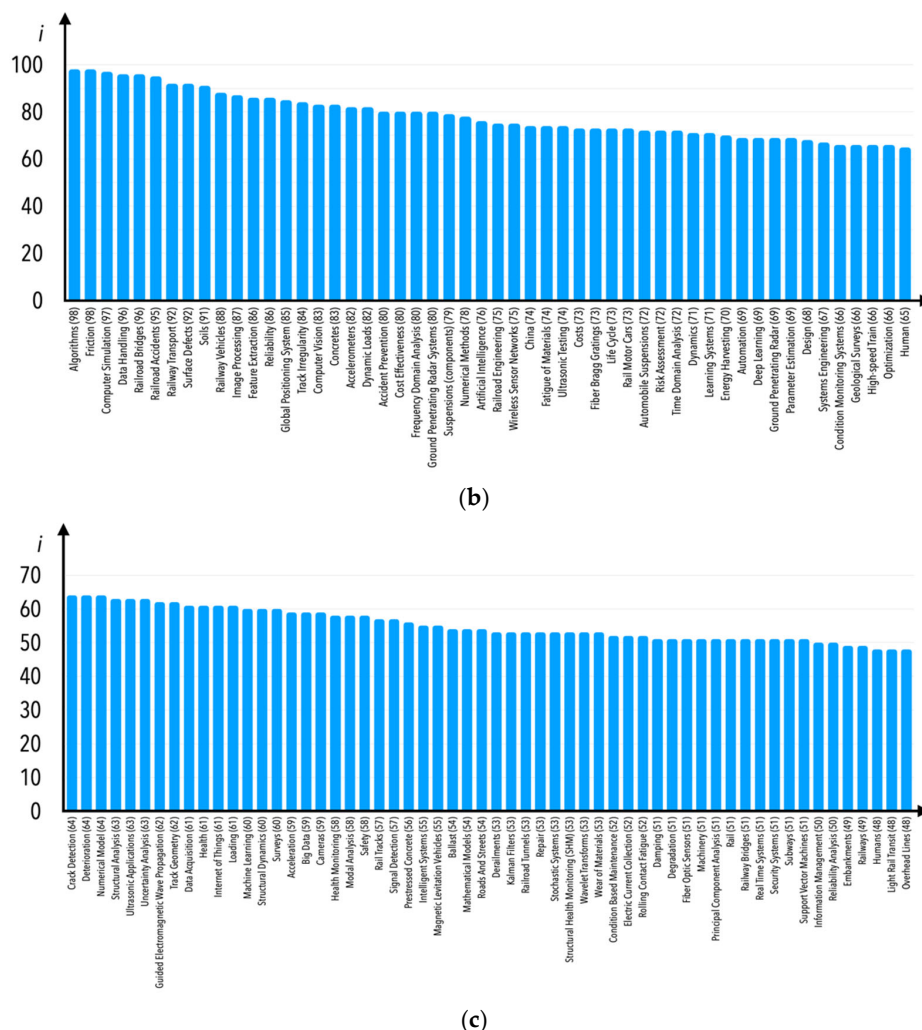 i
100
80
60
40
20
0
Algorithms (98)
Friction (98)
Computer Simulation (97)
Data Handling (96)
Railroad Bridges (96)
Railroad Accidents (95)
Railway Transport (92)
Surface Defects (92)
Soils (91)
Railway Vehicles (88)
Image Processing (87)
Feature Extraction (86)
Reliability (86)
Global Positioning System (85)
Track Irregularity (84)
Computer Vision (83)
Concretes (83)
Accelerometers (82)
Dynamic Loads (82)
Accident Prevention (80)
Cost Effectiveness (80)
Frequency Domain Analysis (80)
Ground Penetrating Radar Systems (80)
Suspensions (components) (79)
Numerical Methods (78)
Artificial Intelligence (76)
Railroad Engineering (75)
Wireless Sensor Networks (75)
China (74)
Fatigue of Materials (74)
Ultrasonic Testing (74)
Costs (73)
Fiber Bragg Gratings (73)
Life Cycle (73)
Rail Motor Cars (73)
Automobile Suspensions (72)
Risk Assessment (72)
Time Domain Analysis (72)
Dynamics (71)
Learning Systems (71)
Energy Harvesting (70)
Automation (69)
Deep Learning (69)
Ground Penetrating Radar (69)
Parameter Estimation (69)
Design (68)
Systems Engineering (67)
Condition Monitoring Systems (66)
Geological Surveys (66)
High-speed Train (66)
Optimization (66)
Human (65)
(b)
i
70
60
50
40
30
20
10
0
Crack Detection (64)
Deterioration (64)
Numerical Model (64)
Structural Analysis (63)
Ultrasonic Applications (63)
Uncertainty Analysis (63)
Guided Electromagnetic Wave Propagation (62)
Track Geometry (62)
Data Acquisition (61)
Health (61)
Internet of Things (61)
Loading (61)
Machine Learning (60)
Structural Dynamics (60)
Surveys (60)
Acceleration (59)
Big Data (59)
Cameras (59)
Health Monitoring (58)
Modal Analysis (58)
Safety (58)
Rail Tracks (57)
Signal Detection (57)
Prestressed Concrete (56)
Intelligent Systems (55)
Magnetic Levitation Vehicles (55)
Ballast (54)
Mathematical Models (54)
Roads And Streets (54)
Derailments (53)
Kalman Filters (53)
Railroad Tunnels (53)
Repair (53)
Stochastic Systems (53)
Structural Health Monitoring (SHM) (53)
Wavelet Transforms (53)
Wear of Materials (53)
Condition Based Maintenance (52)
Electric Current Collection (52)
Rolling Contact Fatigue (52)
Damping (51)
Degradation (51)
Fiber Optic Sensors (51)
Machinery (51)
Principal Component Analysis (51)
Rail (51)
Railway Bridges (51)
Real Time Systems (51)
Security Systems (51)
Subways (51)
Support Vector Machines (51)
Information Management (50)
Reliability Analysis (50)
Embankments (49)
Railways (49)
Humans (48)
Light Rail Transit (48)
Overhead Lines (48)
(c)